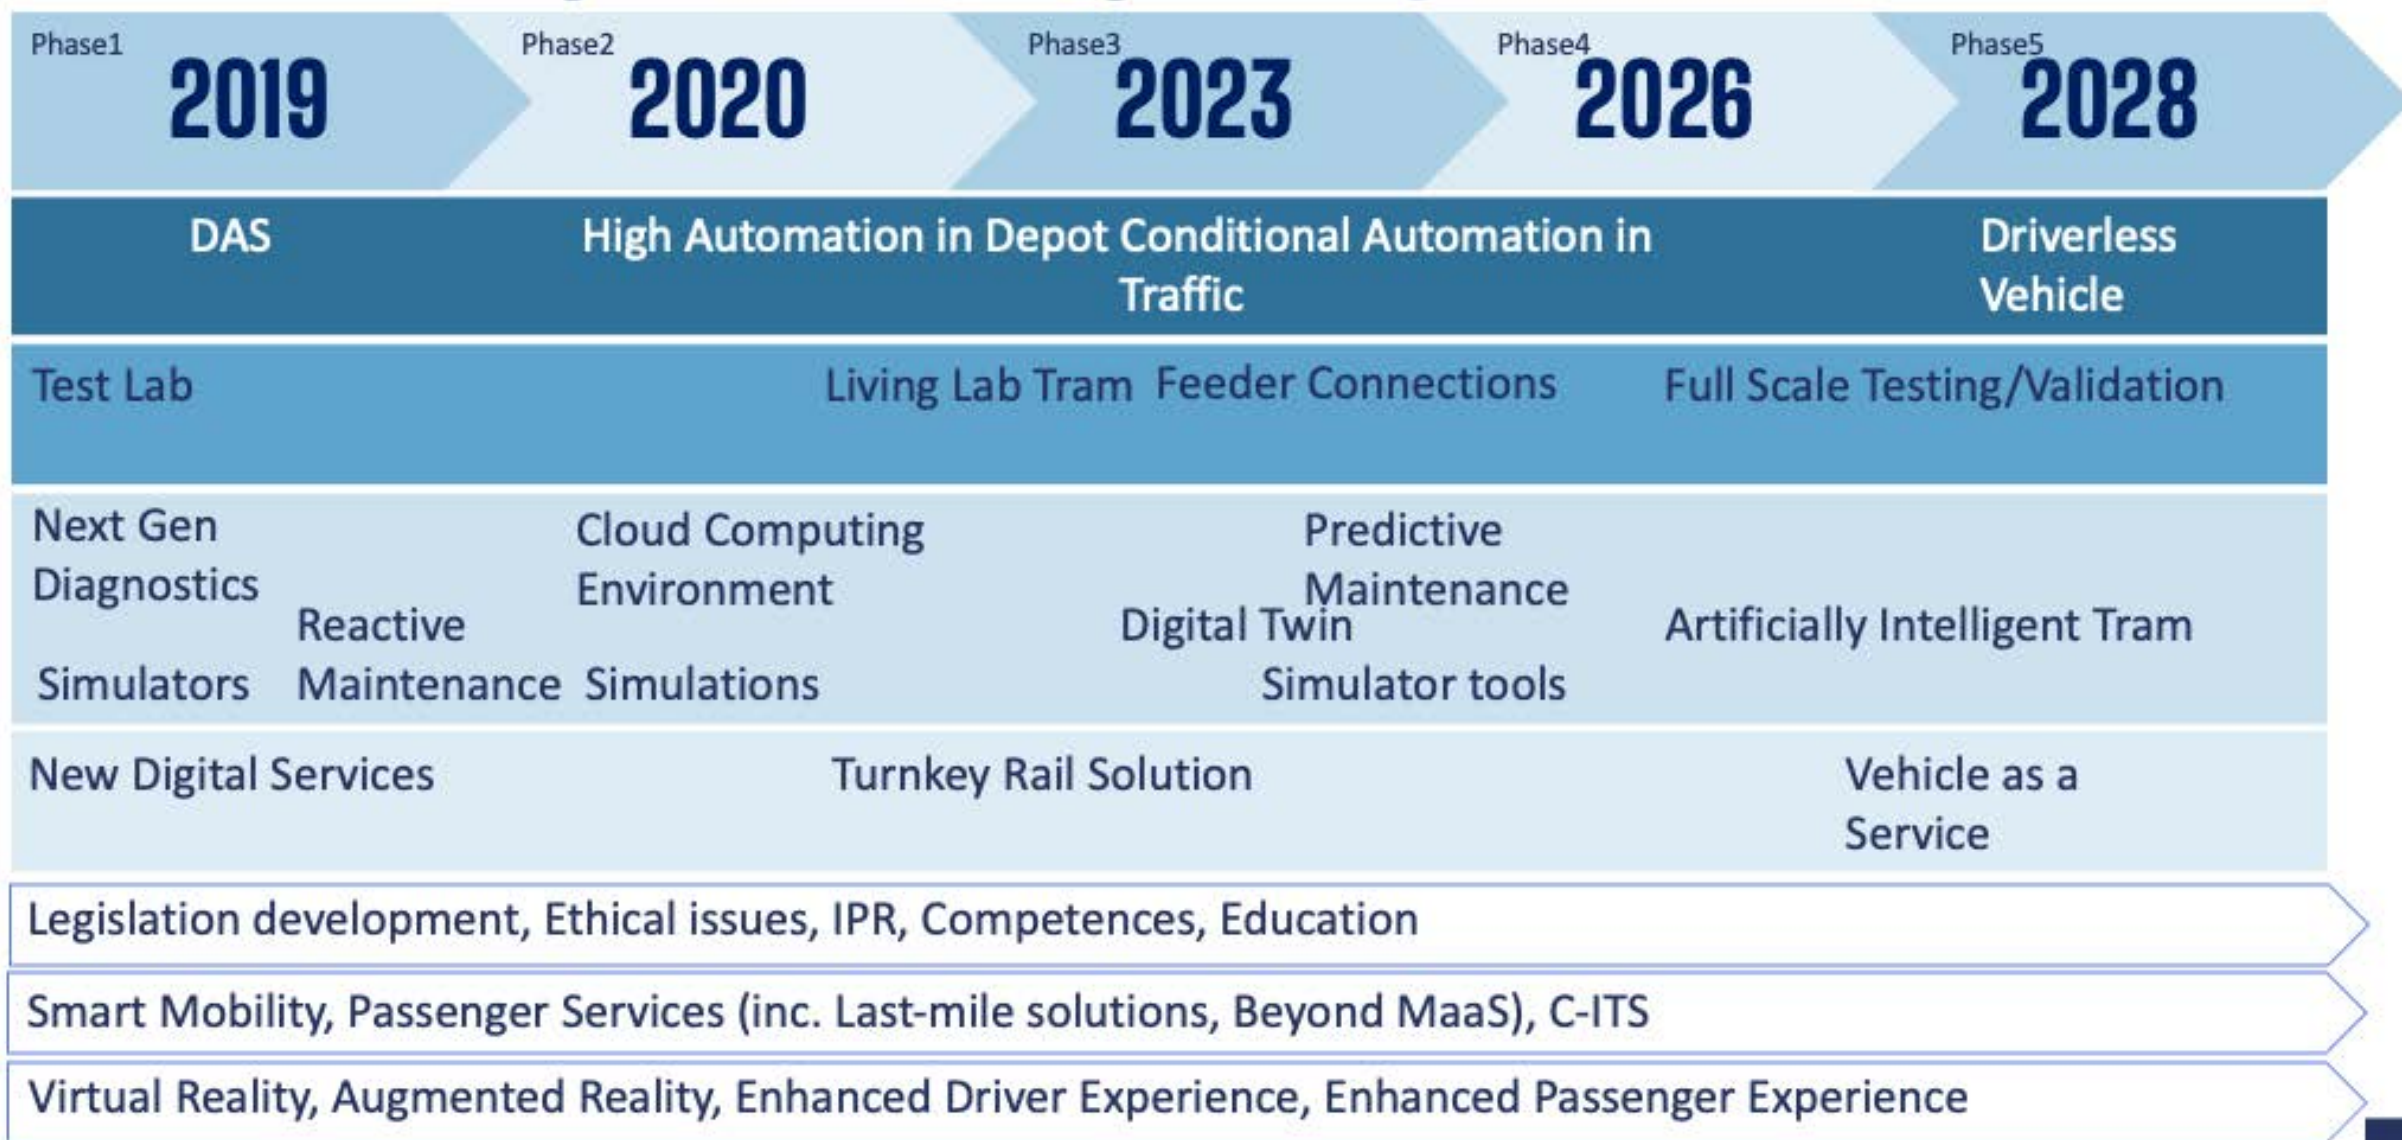 Phase1
2019
Phase2
2020
Phase3
2023
Phase4
2026
Phase5
2028
DAS
High Automation in Depot Conditional Automation in
Traffic
Driverless
Vehicle
Test Lab
Living Lab Tram
Feeder Connections
Full Scale Testing/Validation
Next Gen
Diagnostics
Reactive
Maintenance
Simulators
Cloud Computing
Environment
Simulations
Predictive
Maintenance
Digital Twin
Simulator tools
Artificially Intelligent Tram
New Digital Services
Turnkey Rail Solution
Vehicle as a
Service
Legislation development, Ethical issues, IPR, Competences, Education
Smart Mobility, Passenger Services (inc. Last-mile solutions, Beyond MaaS), C-ITS
Virtual Reality, Augmented Reality, Enhanced Driver Experience, Enhanced Passenger Experience